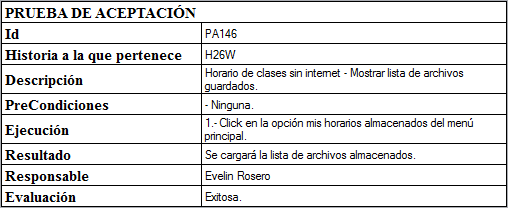 PRUEBA DE ACEPTACIÓN
Id PA146
Historia a la que pertenece H26W
Descripción Horario de clases sin internet - Mostrar lista de archivos
guardados.
PreCondiciones - Ninguna.
Ejecución 1.- Click en la opción mis horarios almacenados del menú
principal.
Resultado Se cargará la lista de archivos almacenados.
Responsable Evelin Rosero
Evaluación Exitosa.